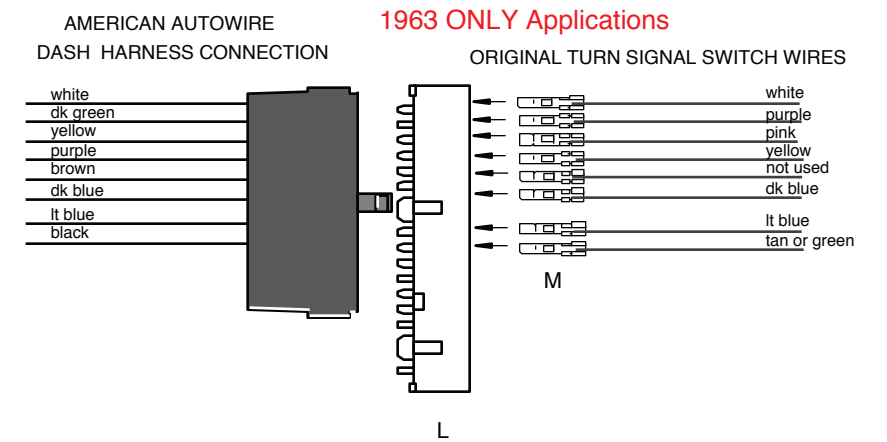 AMERICAN AUTOWIRE
DASH HARNESS CONNECTION
1963 ONLY Applications
ORIGINAL TURN SIGNAL SWITCH WIRES
white
dk green
yellow
purple
brown
dk blue
lt blue
black
white
purple
pink
yellow
not used
dk blue
lt blue
tan or green
M
L